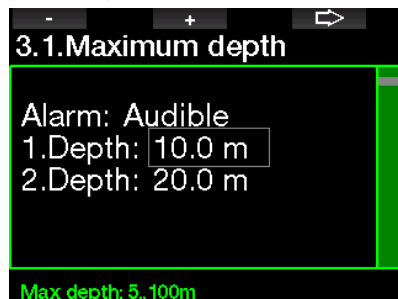 - + ⇨
3.1.Maximum depth
Alarm: Audible
1.Depth: 10.0 m
2.Depth: 20.0 m
Max depth: 5..100m